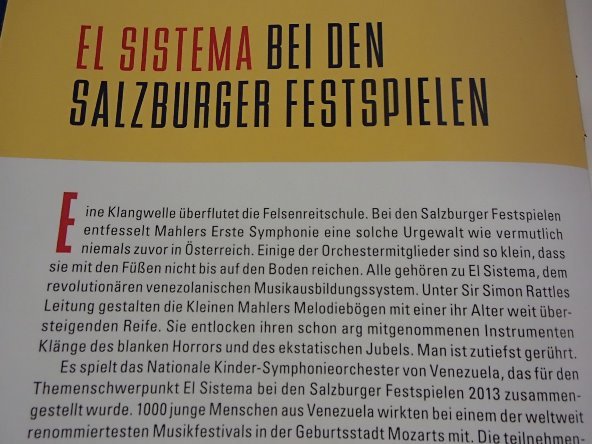 EL SISTEMA BEI DEN
SALZBURGER FESTSPIELEN
Eine Klangwelle überflutet die Felsenreitschule. Bei den Salzburger Festspielen
entfesselt Mahlers Erste Symphonie eine solche Urgewalt wie vermutlich
niemals zuvor in Österreich. Einige der Orchestermitglieder sind so klein, dass
sie mit den Füßen nicht bis auf den Boden reichen. Alle gehören zu El Sistema, dem
revolutionären venezolanischen Musikausbildungssystem. Unter Sir Simon Rattles
Leitung gestalten die Kleinen Mahlers Melodiebögen mit einer ihr Alter weit über-
steigenden Reife. Sie entlocken ihren schon arg mitgenommenen Instrumenten
Klänge des blanken Horrors und des ekstatischen Jubels. Man ist zutiefst gerührt.
Es spielt das Nationale Kinder-Symphonieorchester von Venezuela, das für den
Themenschwerpunkt El Sistema bei den Salzburger Festspielen 2013 zusammen-
gestellt wurde. 1000 junge Menschen aus Venezuela wirkten bei einem der weltweit
renommiertesten Musikfestivals in der Geburtsstadt Mozarts mit. Die teilnehmen-